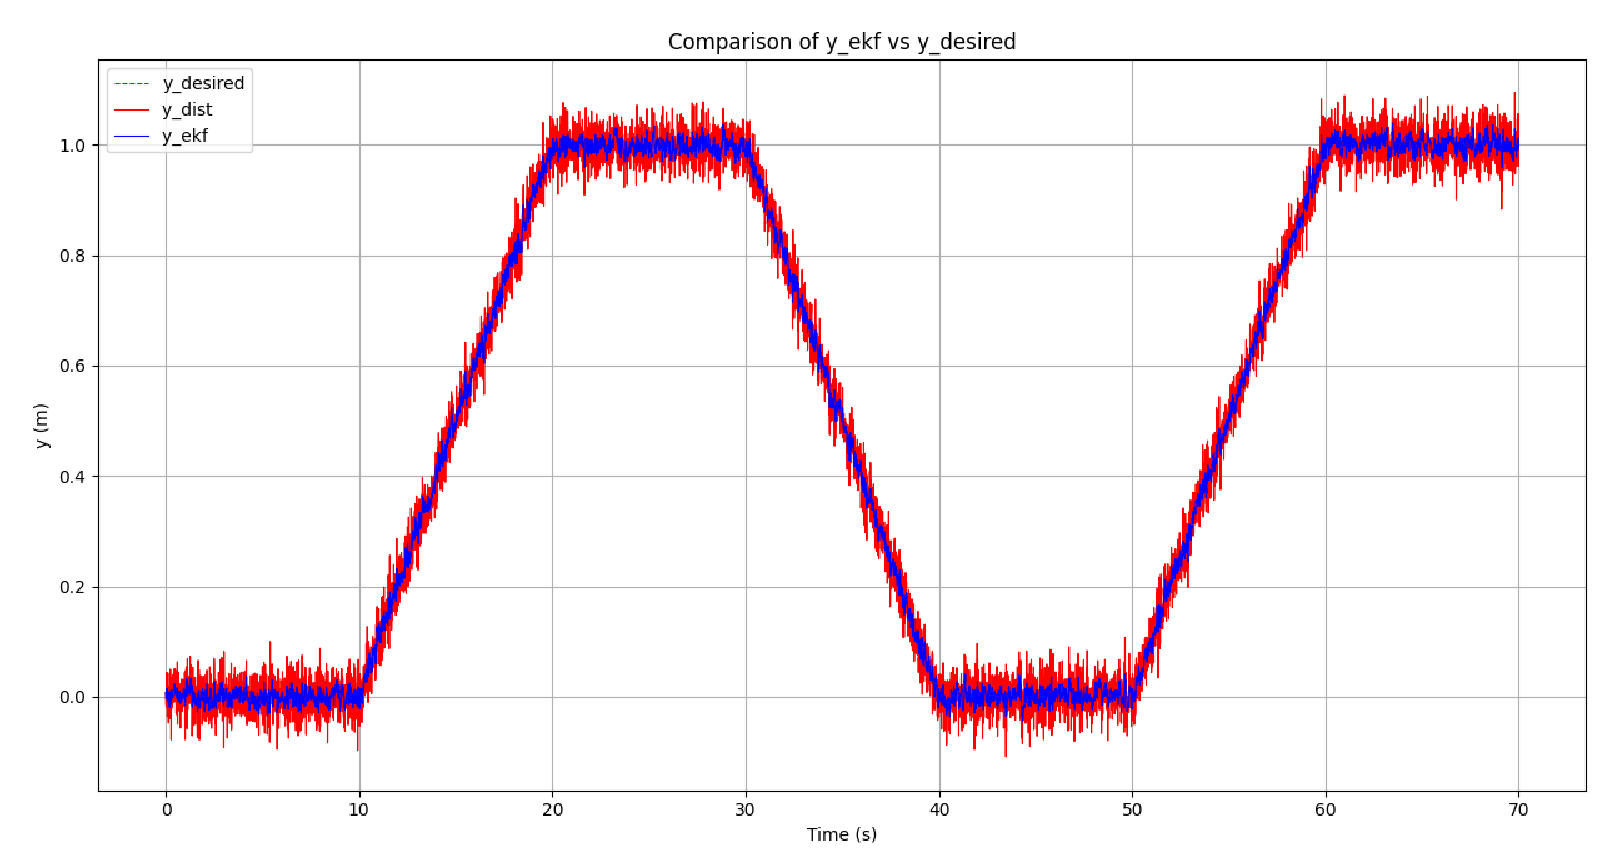 Comparison of y_ekf vs y_desired
y_desired
y_dist
y_ekf
1.0
0.8
0.6
0.4
0.2
0.0
y (m)
0 10 20 30 40 50 60 70
Time (s)